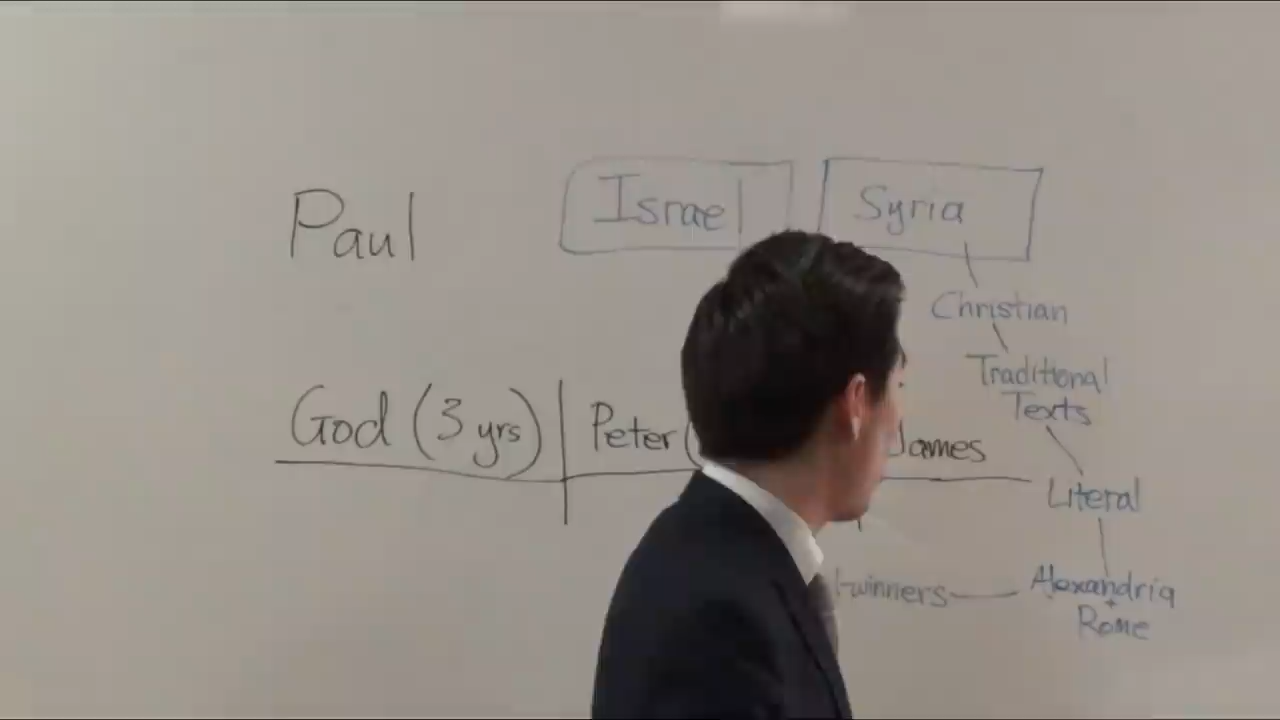 Paul
Israel
Syria
Christian
Traditional
Texts
God (3 yrs)
Peter (
James
Literal
Alexandria
+
Rome